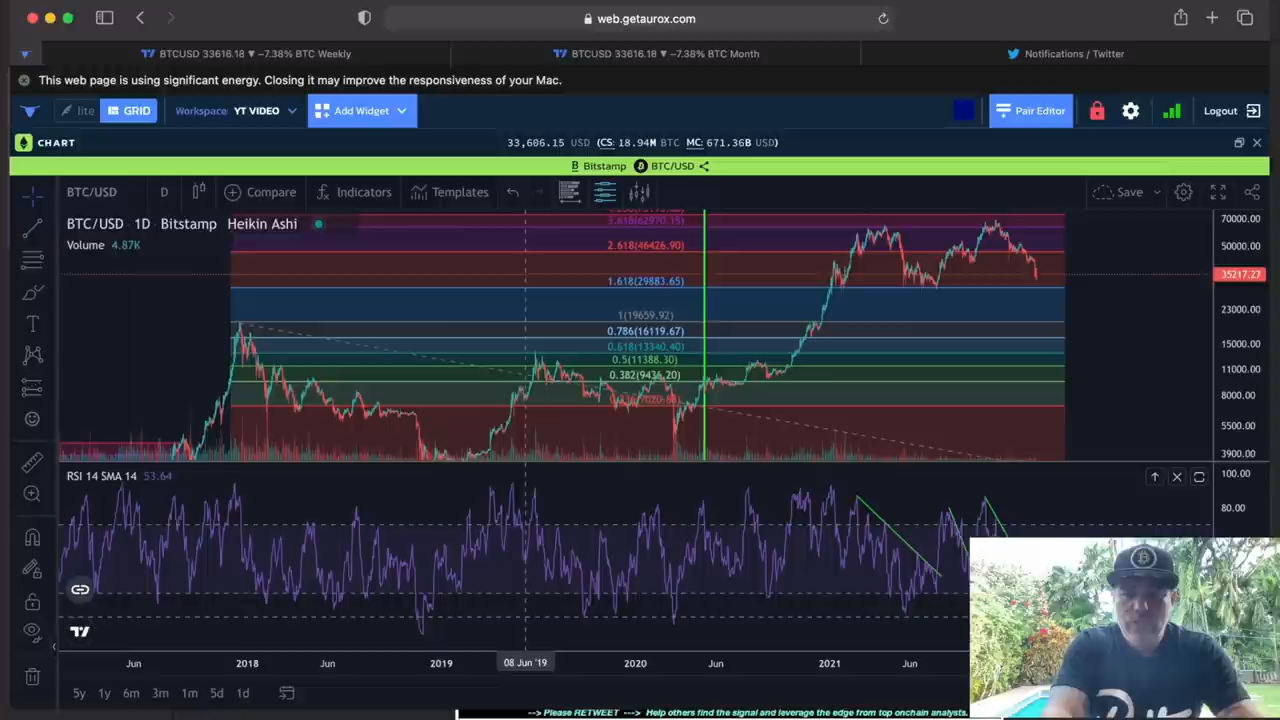 web.getaurox.com
BTCUSD 33616.18 ▼ −7.38% BTC Weekly
BTCUSD 33616.18 ▼ −7.38% BTC Month
Notifications / Twitter
This web page is using significant energy. Closing it may improve the responsiveness of your Mac.
lite
GRID
Workspace: YT VIDEO
Add Widget
Pair Editor
Logout
CHART
33,606.15 USD (CS: 18.94M BTC MC: 671.36B USD)
Bitstamp BTC/USD
BTC/USD D Compare Indicators Templates Save
BTC/USD 1D Bitstamp Heikin Ashi
Volume 4.87K
3.618(62970.15)
2.618(46426.90)
1.618(29883.65)
1(19659.92)
0.786(16119.67)
0.618(13340.40)
0.5(11388.30)
0.382(9436.20)
70000.00
50000.00
35217.27
23000.00
15000.00
11000.00
8000.00
5500.00
3900.00
RSI 14 SMA 14 53.64
100.00
80.00
Jun 2018 Jun 2019 08 Jun '19 2020 Jun 2021 Jun
5y 1y 6m 3m 1m 5d 1d
--> Please RETWEET ---> Help others find the signal and leverage the edge from top onchain analysts.